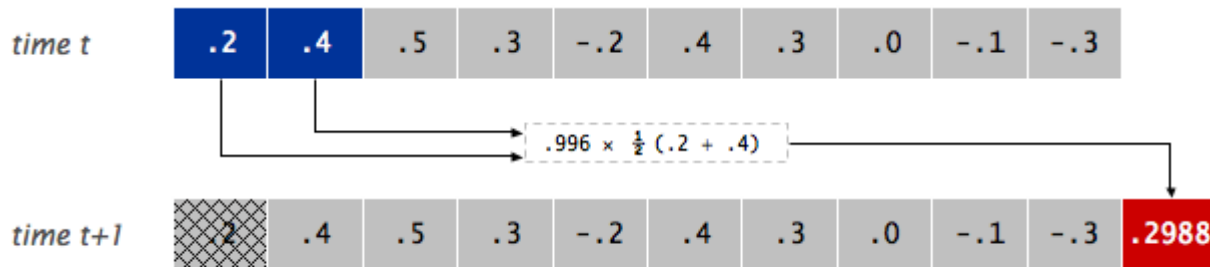 time t .2 .4 .5 .3 -.2 .4 .3 .0 -.1 -.3
.996 × ½ (.2 + .4)
time t+1 .2 .4 .5 .3 -.2 .4 .3 .0 -.1 -.3 .2988